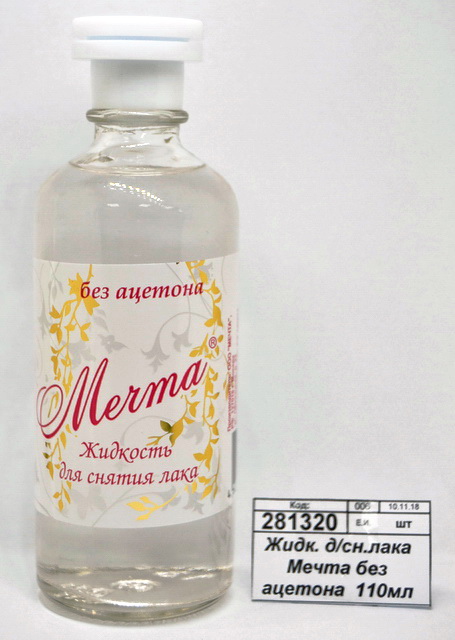 без ацетона
Мечта®
Жидкость
для снятия лака
Код: 006 10.11.18
281320 Е.И. шт
Жидк. д/сн.лака
Мечта без
ацетона 110мл